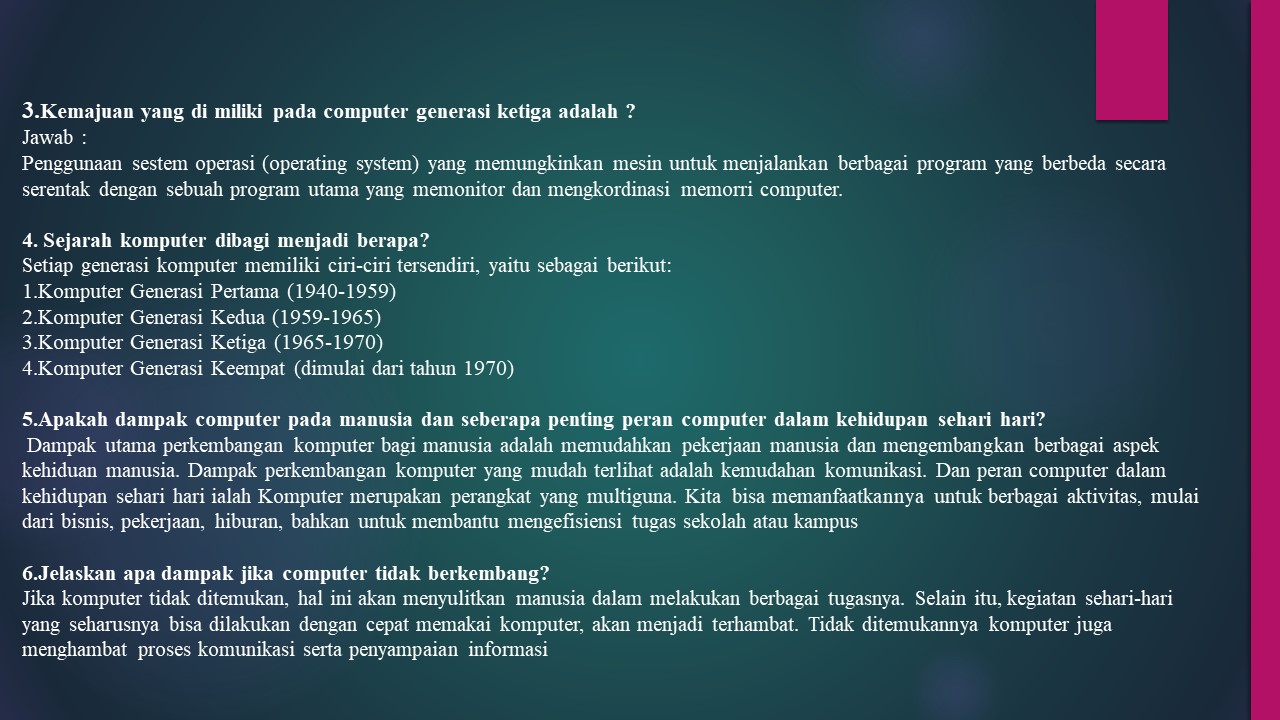 3.Kemajuan yang di miliki pada computer generasi ketiga adalah ?
Jawab :
Penggunaan sestem operasi (operating system) yang memungkinkan mesin untuk menjalankan berbagai program yang berbeda secara
serentak dengan sebuah program utama yang memonitor dan mengkordinasi memorri computer.
4. Sejarah komputer dibagi menjadi berapa?
Setiap generasi komputer memiliki ciri-ciri tersendiri, yaitu sebagai berikut:
1.Komputer Generasi Pertama (1940-1959)
2.Komputer Generasi Kedua (1959-1965)
3.Komputer Generasi Ketiga (1965-1970)
4.Komputer Generasi Keempat (dimulai dari tahun 1970)
5.Apakah dampak computer pada manusia dan seberapa penting peran computer dalam kehidupan sehari hari?
Dampak utama perkembangan komputer bagi manusia adalah memudahkan pekerjaan manusia dan mengembangkan berbagai aspek
kehiduan manusia. Dampak perkembangan komputer yang mudah terlihat adalah kemudahan komunikasi. Dan peran computer dalam
kehidupan sehari hari ialah Komputer merupakan perangkat yang multiguna. Kita bisa memanfaatkannya untuk berbagai aktivitas, mulai
dari bisnis, pekerjaan, hiburan, bahkan untuk membantu mengefisiensi tugas sekolah atau kampus
6.Jelaskan apa dampak jika computer tidak berkembang?
Jika komputer tidak ditemukan, hal ini akan menyulitkan manusia dalam melakukan berbagai tugasnya. Selain itu, kegiatan sehari-hari
yang seharusnya bisa dilakukan dengan cepat memakai komputer, akan menjadi terhambat. Tidak ditemukannya komputer juga
menghambat proses komunikasi serta penyampaian informasi